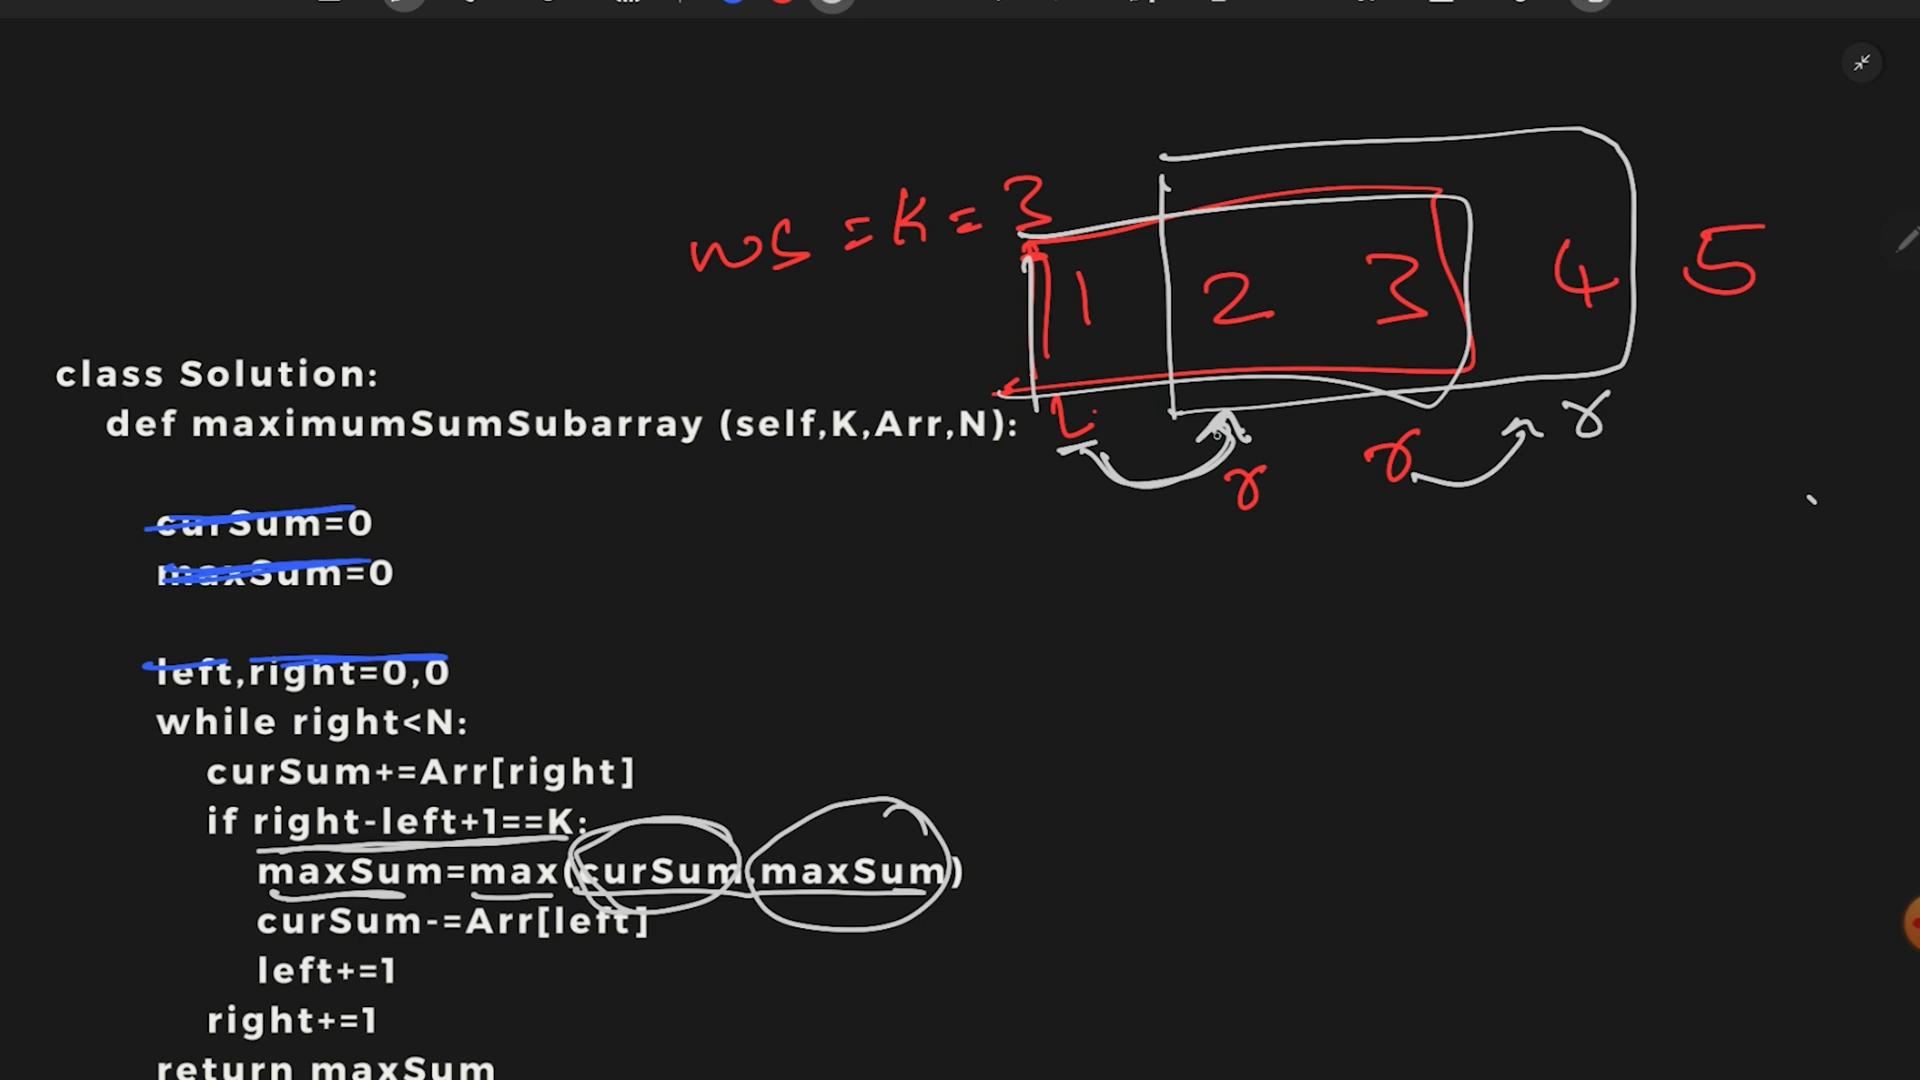 ws = K = 3
1 2 3 4 5
L r r r
class Solution:
def maximumSumSubarray (self,K,Arr,N):
curSum=0
maxSum=0
left,right=0,0
while right<N:
curSum+=Arr[right]
if right-left+1==K:
maxSum=max(curSum,maxSum)
curSum-=Arr[left]
left+=1
right+=1
return maxSum